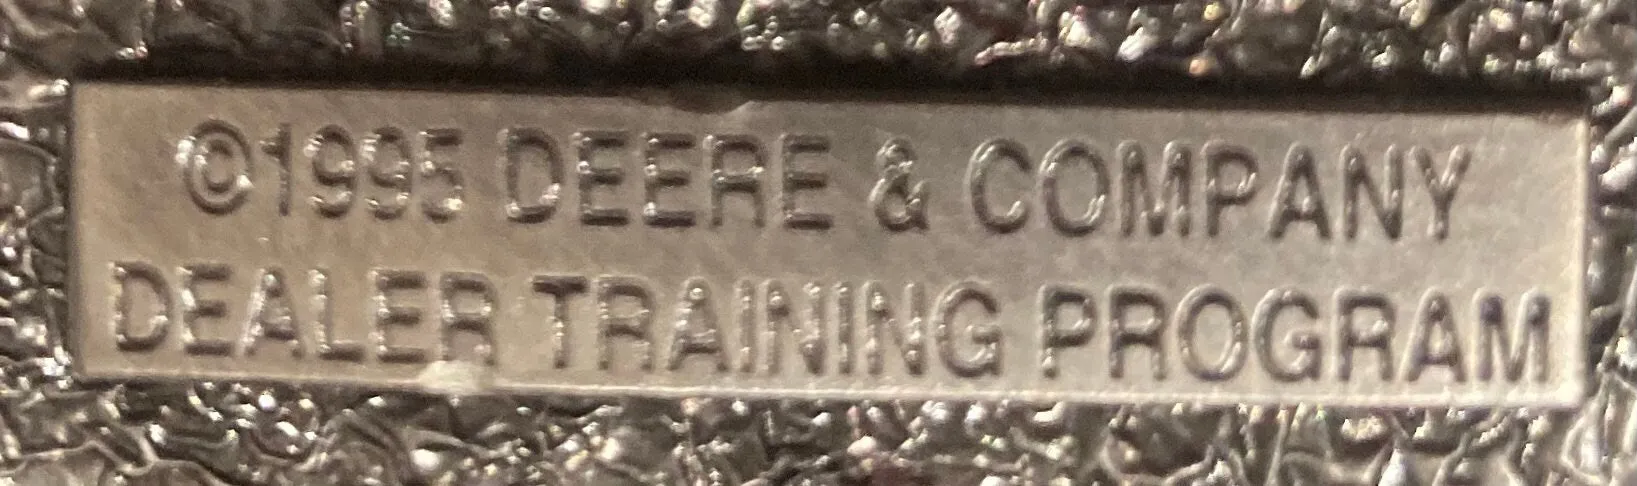 ©1995 DEERE & COMPANY
DEALER TRAINING PROGRAM